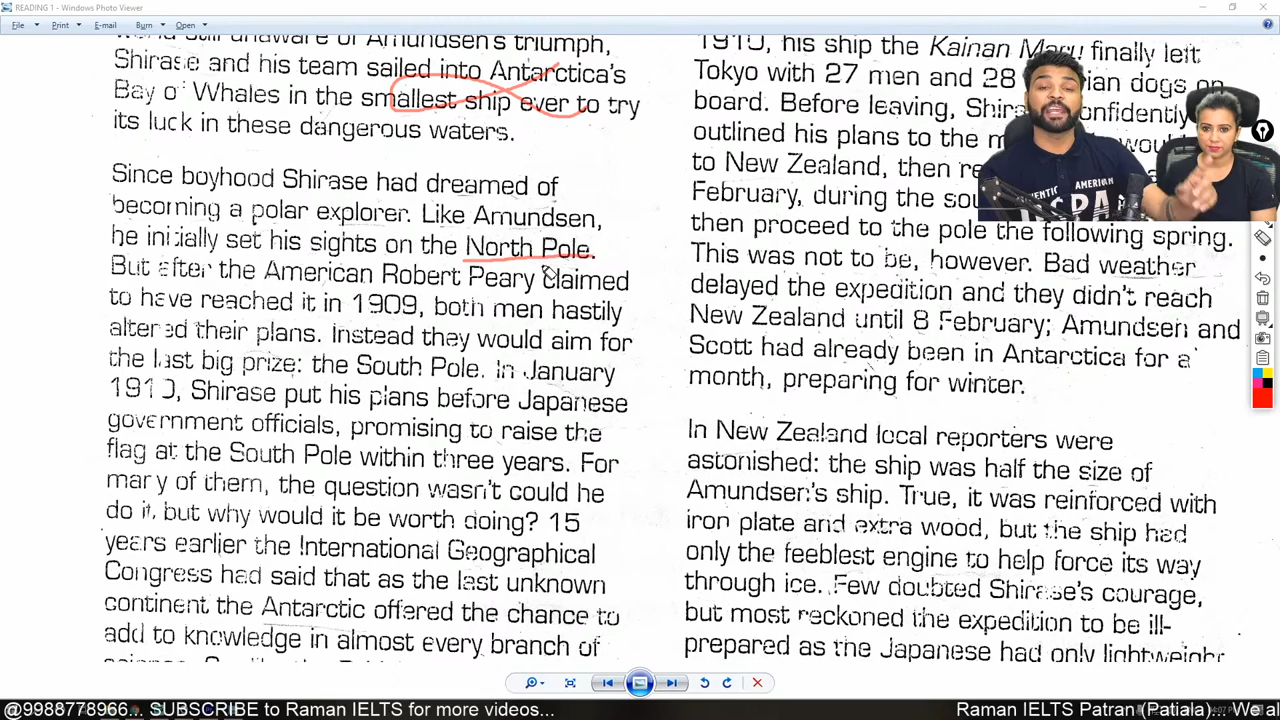 READING 1 - Windows Photo Viewer
File Print E-mail Burn Open
world still unaware of Amundsen's triumph,
Shirase and his team sailed into Antarctica's
Bay of Whales in the smallest ship ever to try
its luck in these dangerous waters.
Since boyhood Shirase had dreamed of
becoming a polar explorer. Like Amundsen,
he initially set his sights on the North Pole.
But after the American Robert Peary claimed
to have reached it in 1909, both men hastily
altered their plans. Instead they would aim for
the last big prize: the South Pole. In January
1910, Shirase put his plans before Japanese
government officials, promising to raise the
flag at the South Pole within three years. For
many of them, the question wasn't could he
do it, but why would it be worth doing? 15
years earlier the International Geographical
Congress had said that as the last unknown
continent the Antarctic offered the chance to
add to knowledge in almost every branch of
1910, his ship the Kainan Maru finally left
Tokyo with 27 men and 28 dogs on
board. Before leaving, confidently
outlined his plans to the would
to New Zealand, then
February, during the
then proceed to the pole the following spring.
This was not to be, however. Bad weather
delayed the expedition and they didn't reach
New Zealand until 8 February; Amundsen and
Scott had already been in Antarctica for a
month, preparing for winter.
In New Zealand local reporters were
astonished: the ship was half the size of
Amundsen's ship. True, it was reinforced with
iron plate and extra wood, but the ship had
only the feeblest engine to help force its way
through ice. Few doubted Shirase's courage,
but most reckoned the expedition to be ill-
prepared as the Japanese had only lightweight
AMERICAN
@9988778966... SUBSCRIBE to Raman IELTS for more videos... Raman IELTS Patran (Patiala). We al